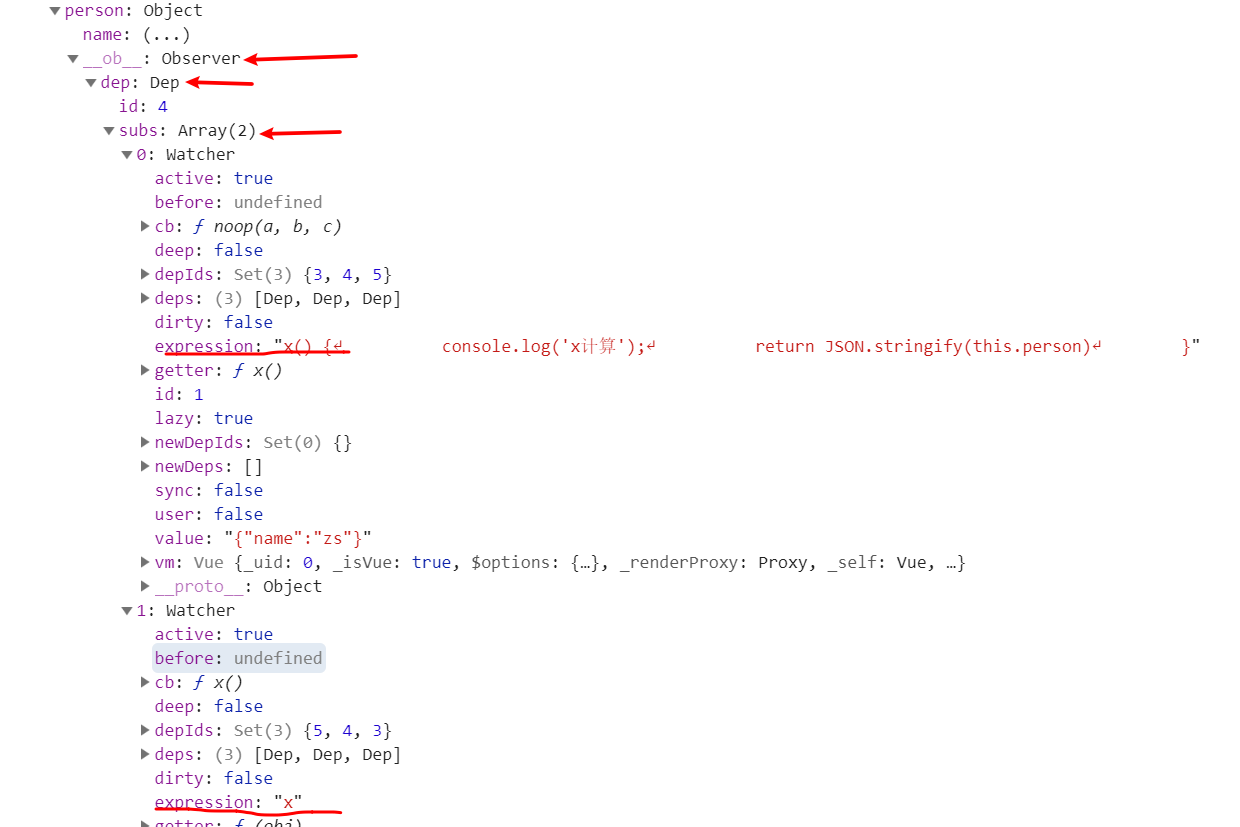 person: Object
name: (...)
__ob__: Observer
dep: Dep
id: 4
subs: Array(2)
0: Watcher
active: true
before: undefined
cb: ƒ noop(a, b, c)
deep: false
depIds: Set(3) {3, 4, 5}
deps: (3) [Dep, Dep, Dep]
dirty: false
expression: "x() {↵ console.log('x计算');↵ return JSON.stringify(this.person)↵ }"
getter: ƒ x()
id: 1
lazy: true
newDepIds: Set(0) {}
newDeps: []
sync: false
user: false
value: "{"name":"zs"}"
vm: Vue {_uid: 0, _isVue: true, $options: {…}, _renderProxy: Proxy, _self: Vue, …}
__proto__: Object
1: Watcher
active: true
before: undefined
cb: ƒ x()
deep: false
depIds: Set(3) {5, 4, 3}
deps: (3) [Dep, Dep, Dep]
dirty: false
expression: "x"
getter: ƒ (obj)